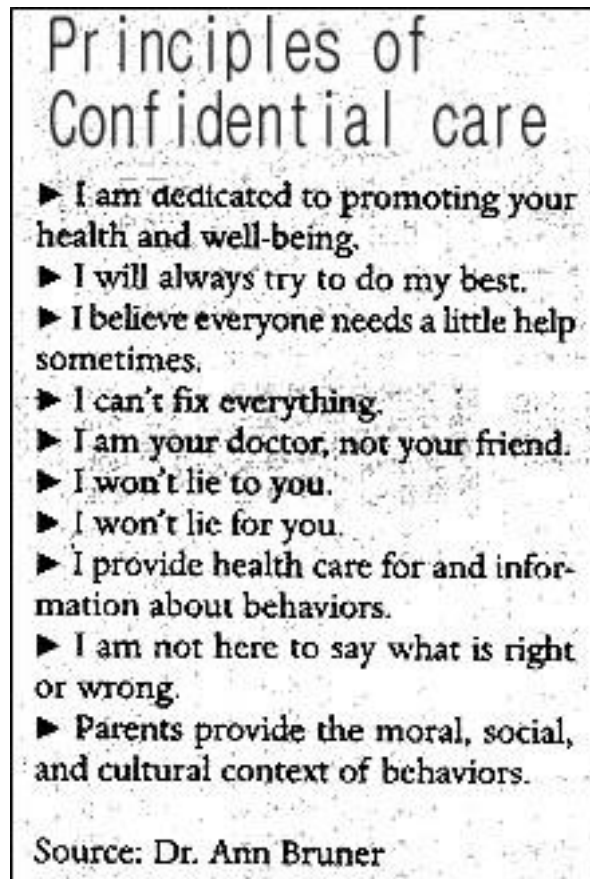 Principles of
Confidential care
► I am dedicated to promoting your
health and well-being.
► I will always try to do my best.
► I believe everyone needs a little help
sometimes.
► I can't fix everything.
► I am your doctor, not your friend.
► I won't lie to you.
► I won't lie for you.
► I provide health care for and infor-
mation about behaviors.
► I am not here to say what is right
or wrong.
► Parents provide the moral, social,
and cultural context of behaviors.
Source: Dr. Ann Bruner